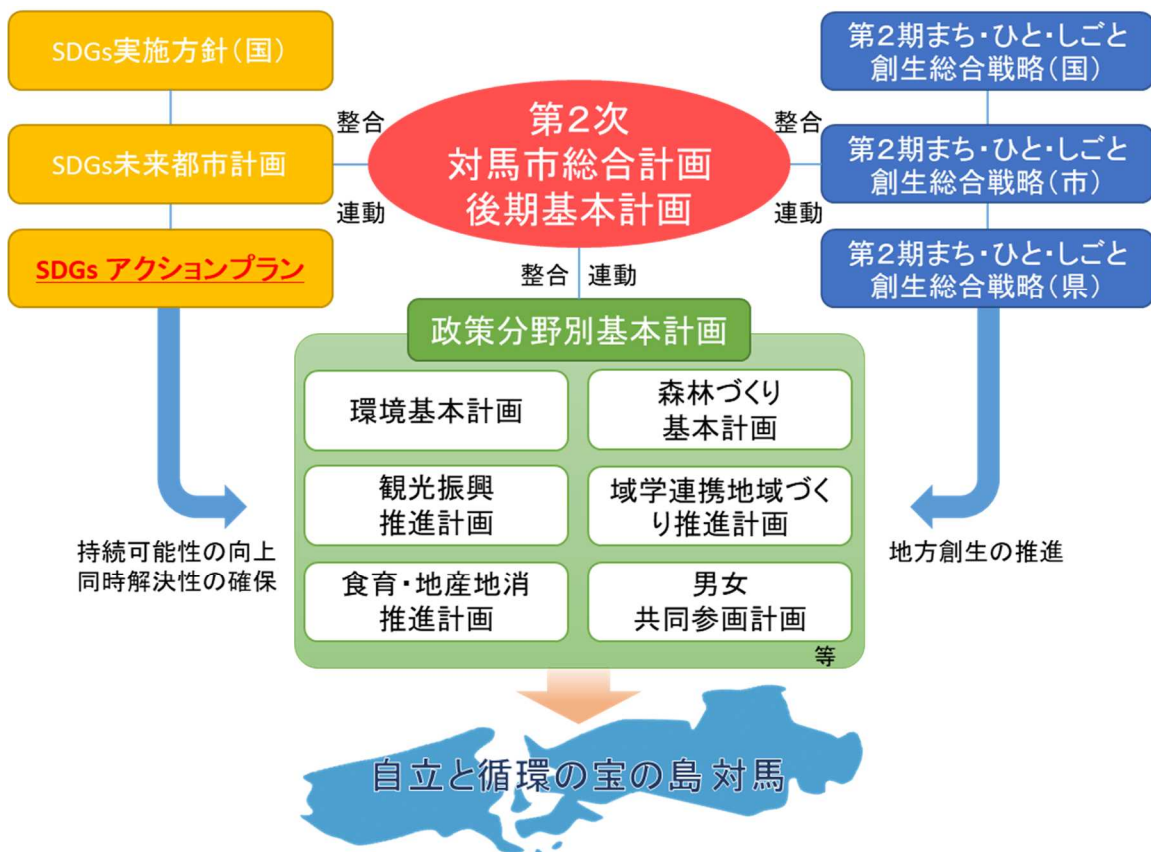 SDGs実施方針(国)
SDGs未来都市計画
SDGs アクションプラン
整合
連動
第2次
対馬市総合計画
後期基本計画
整合
連動
第2期まち・ひと・しごと
創生総合戦略(国)
第2期まち・ひと・しごと
創生総合戦略(市)
第2期まち・ひと・しごと
創生総合戦略(県)
整合 連動
政策分野別基本計画
環境基本計画
森林づくり
基本計画
観光振興
推進計画
域学連携地域づく
り推進計画
食育・地産地消
推進計画
男女
共同参画計画
等
持続可能性の向上
同時解決性の確保
地方創生の推進
自立と循環の宝の島 対馬